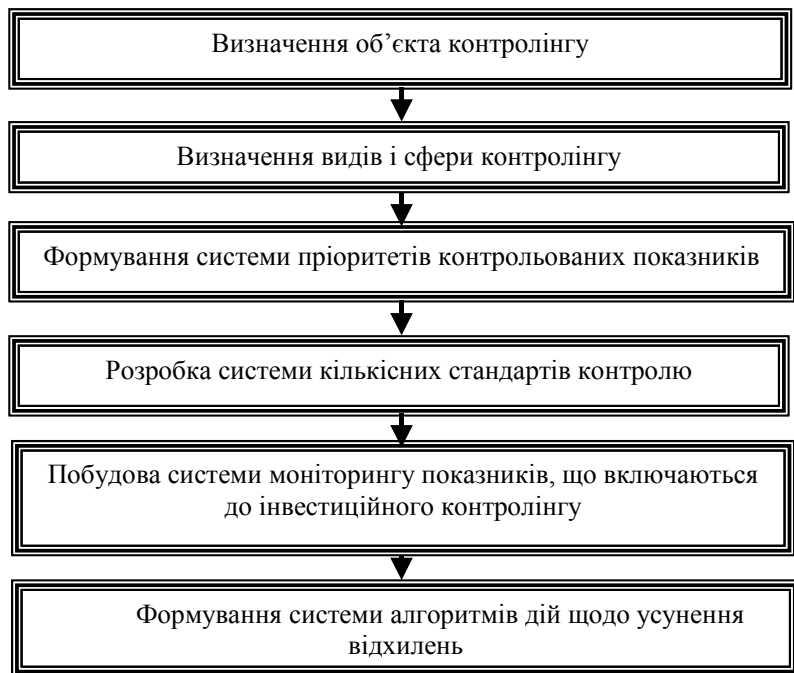 Визначення об’єкта контролінгу
Визначення видів і сфери контролінгу
Формування системи пріоритетів контрольованих показників
Розробка системи кількісних стандартів контролю
Побудова системи моніторингу показників, що включаються
до інвестиційного контролінгу
Формування системи алгоритмів дій щодо усунення
відхилень